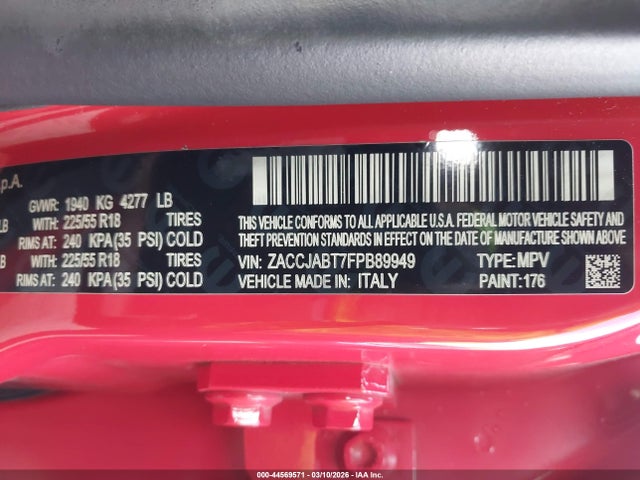 .p.A.
GVWR: 1940 KG 4277 LB
LB WITH: 225/55 R18 TIRES
RIMS AT: 240 KPA(35 PSI) COLD
LB WITH: 225/55 R18 TIRES
RIMS AT: 240 KPA(35 PSI) COLD
THIS VEHICLE CONFORMS TO ALL APPLICABLE U.S.A. FEDERAL MOTOR VEHICLE SAFETY AND
THEFT PREVENTION STANDARDS IN EFFECT ON THE DATE OF MANUFACTURE SHOWN ABOVE.
VIN: ZACCJABT7FPB89949 TYPE: MPV
VEHICLE MADE IN: ITALY PAINT: 176
000-44569571 - 03/10/2026 - IAA Inc.